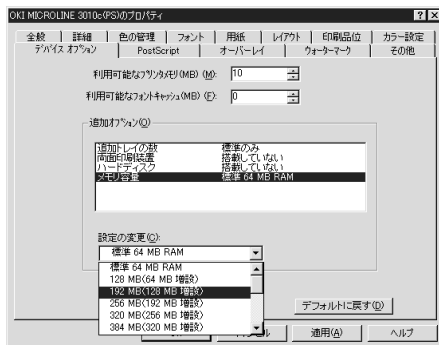 OKI MICROLINE 3010c(PS)のプロパティ
全般 詳細 色の管理 フォント 用紙 レイアウト 印刷品位 カラー設定
デバイス オプション PostScript オーバーレイ ウォーターマーク その他
利用可能なプリンタメモリ(MB) (M): 10
利用可能なフォントキャッシュ(MB) (F): 0
追加オプション(O)
追加トレイの数 標準のみ
両面印刷装置 搭載していない
ハードディスク 搭載していない
メモリ容量 標準 64 MB RAM
設定の変更(C):
標準 64 MB RAM
標準 64 MB RAM
128 MB(64 MB 増設)
192 MB(128 MB 増設)
256 MB(192 MB 増設)
320 MB(256 MB 増設)
384 MB(320 MB 増設)
デフォルトに戻す(D)
適用(A) ヘルプ